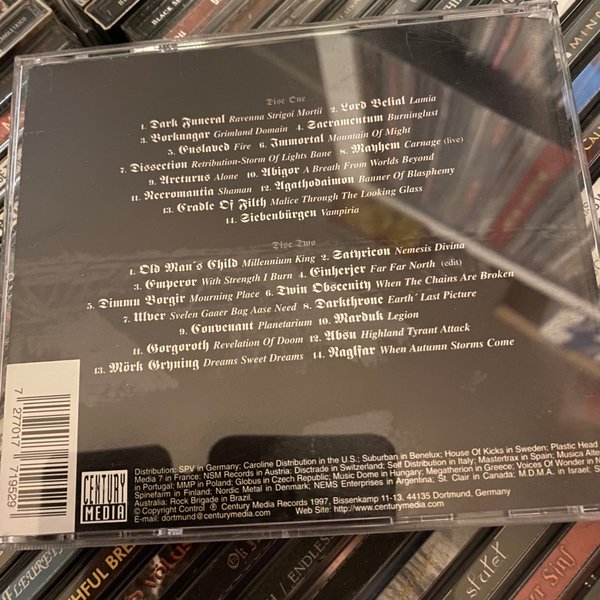 Disc One
1. Dark Funeral Ravenna Strigoi Mortii 2. Lord Belial Lamia
3. Borknagar Grimland Domain 4. Sacramentum Burninglust
5. Enslaved Fire 6. Immortal Mountain Of Might
7. Dissection Retribution-Storm Of Lights Bane 8. Mayhem Carnage (live)
9. Arcturus Alone 10. Abigor A Breath From Worlds Beyond
11. Necromantia Shaman 12. Agathodaimon Banner Of Blasphemy
13. Cradle Of Filth Malice Through The Looking Glass
14. Siebenbürgen Vampiria
Disc Two
1. Old Man´s Child Millennium King 2. Satyricon Nemesis Divina
3. Emperor With Strength I Burn 4. Einherjer Far Far North (edit)
5. Dimmu Borgir Mourning Place 6. Twin Obscenity When The Chains Are Broken
7. Ulver Svelen Gaaer Bag Aase Need 8. Darkthrone Earth´ Last Picture
9. Covenant Planetarium 10. Marduk Legion
11. Gorgoroth Revelation Of Doom 12. Absu Highland Tyrant Attack
13. Mörk Gryning Dreams Sweet Dreams 14. Naglfar When Autumn Storms Come
7 27017 719529
CENTURY
MEDIA
Distribution: SPV in Germany; Caroline Distribution in the U.S.; Suburban in Benelux; House Of Kicks in Sweden; Plastic Head
Media 7 in France; NSM Records in Austria; Disctrade in Switzerland; Self Distribution in Italy; Mastertrax in Spain; Musica Alter
in Portugal; MMP in Poland; Globus in Czech Republic; Music Dome in Hungary; Megatherion in Greece; Voices Of Wonder in N
Spinefarm in Finland; Nordic Metal in Denmark; NEMS Enterprises in Argentina; St. Clair in Canada; M.D.M.A. in Israel; S
Australia; Rock Brigade in Brazil.
© Copyright Control ℗ Century Media Records 1997, Bissenkamp 11-13, 44135 Dortmund, Germany
E-mail: dortmund@centurymedia.com Web Site: http://www.centurymedia.com